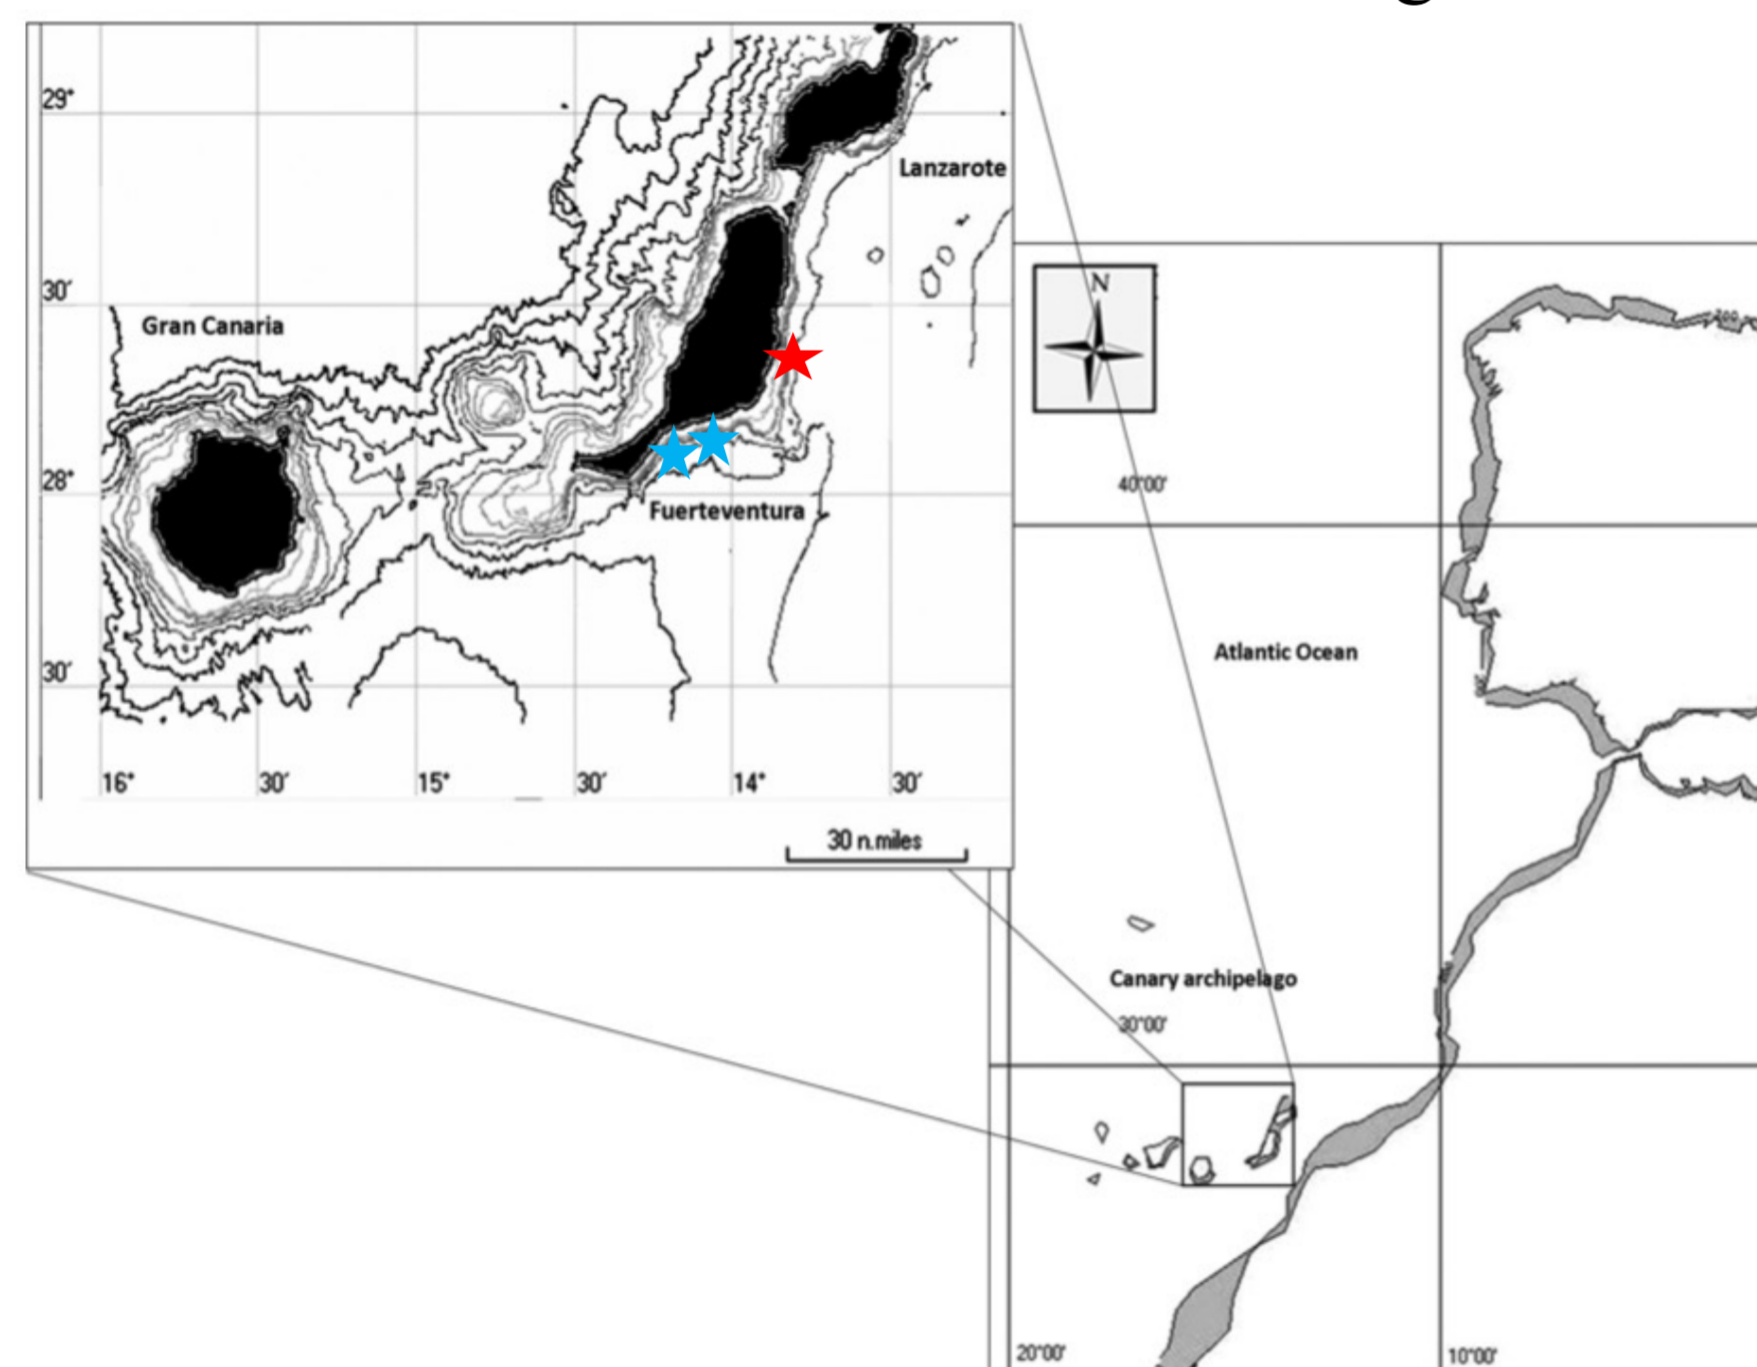 29°
Lanzarote
30′
Gran Canaria
28°
Fuerteventura
30′
16° 30′ 15° 30′ 14° 30′
30 n.miles
N
40°00'
Atlantic Ocean
Canary archipelago
30°00'
20°00' 10°00'